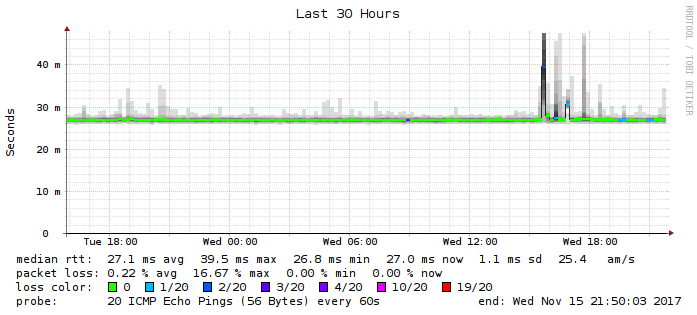 Last 30 Hours
RRDTOOL / TOBI OETIKER
Seconds
40 m
30 m
20 m
10 m
0
Tue 18:00 Wed 00:00 Wed 06:00 Wed 12:00 Wed 18:00
median rtt: 27.1 ms avg 39.5 ms max 26.8 ms min 27.0 ms now 1.1 ms sd 25.4 am/s
packet loss: 0.22 % avg 16.67 % max 0.00 % min 0.00 % now
loss color: 0 1/20 2/20 3/20 4/20 10/20 19/20
probe: 20 ICMP Echo Pings (56 Bytes) every 60s end: Wed Nov 15 21:50:03 2017